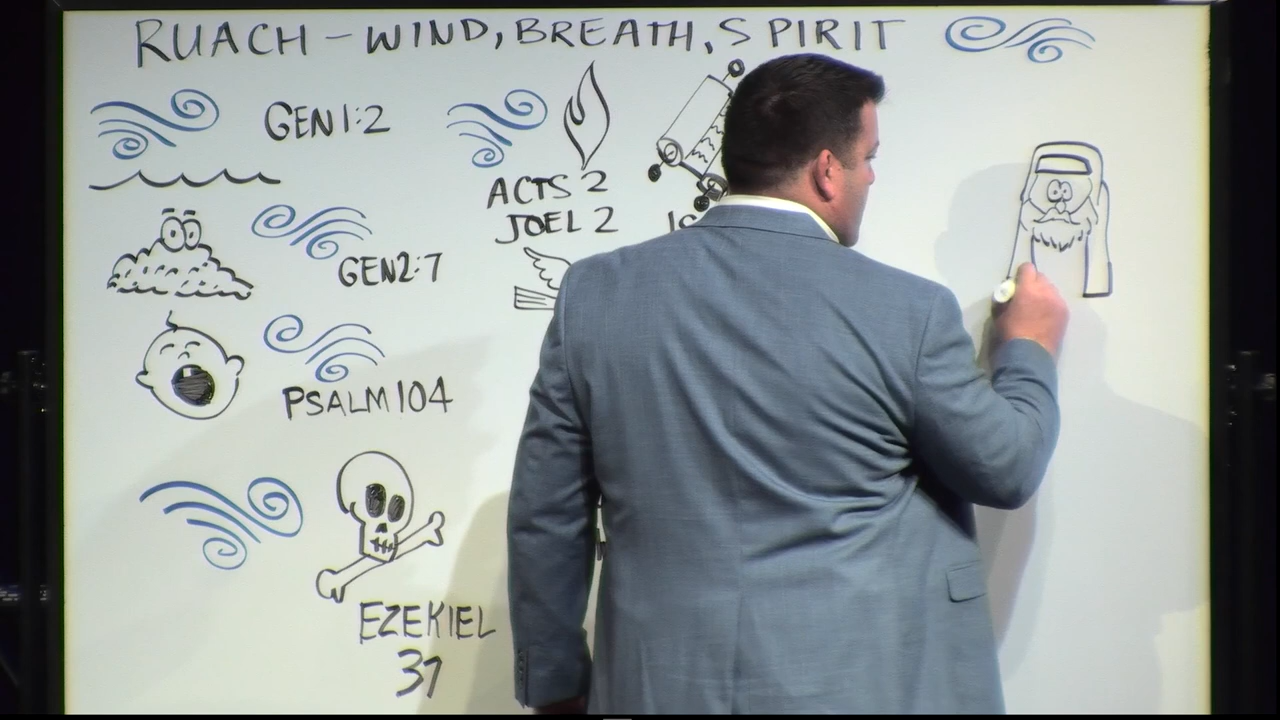 RUACH - WIND, BREATH, SPIRIT
GEN 1:2
GEN 2:7
PSALM 104
EZEKIEL
37
ACTS 2
JOEL 2